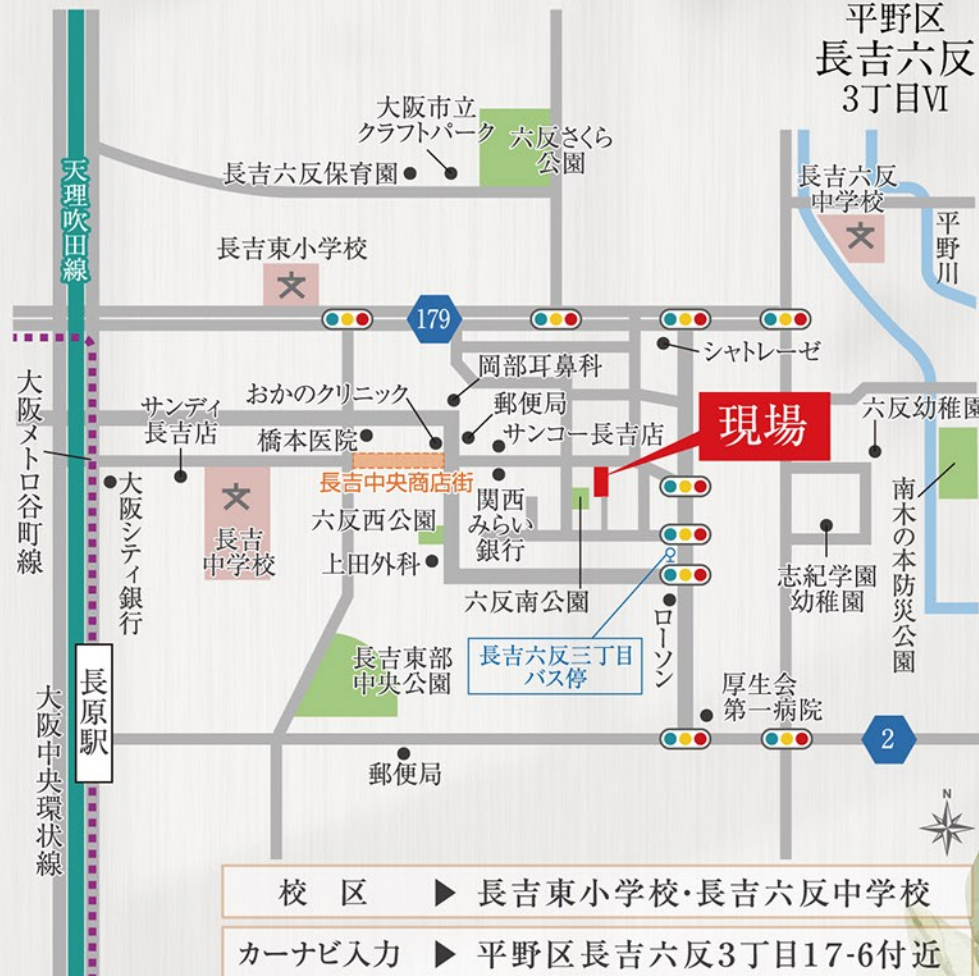 平野区
長吉六反
3丁目Ⅵ
大阪市立
クラフトパーク
六反さくら
公園
長吉六反保育園
天理吹田線
長吉六反
中学校
平野川
長吉東小学校
179
シャトレーゼ
岡部耳鼻科
おかのクリニック
郵便局
サンディ
長吉店
橋本医院
サンコー長吉店
現場
六反幼稚園
大阪メトロ谷町線
長吉中央商店街
大阪シティ銀行
関西
みらい
銀行
六反西公園
長吉
中学校
上田外科
南木の本防災公園
志紀学園
幼稚園
六反南公園
ローソン
長吉六反三丁目
バス停
長吉東部
中央公園
長原駅
大阪中央環状線
厚生会
第一病院
2
郵便局
N
校区 ▶ 長吉東小学校・長吉六反中学校
カーナビ入力 ▶ 平野区長吉六反3丁目17-6付近